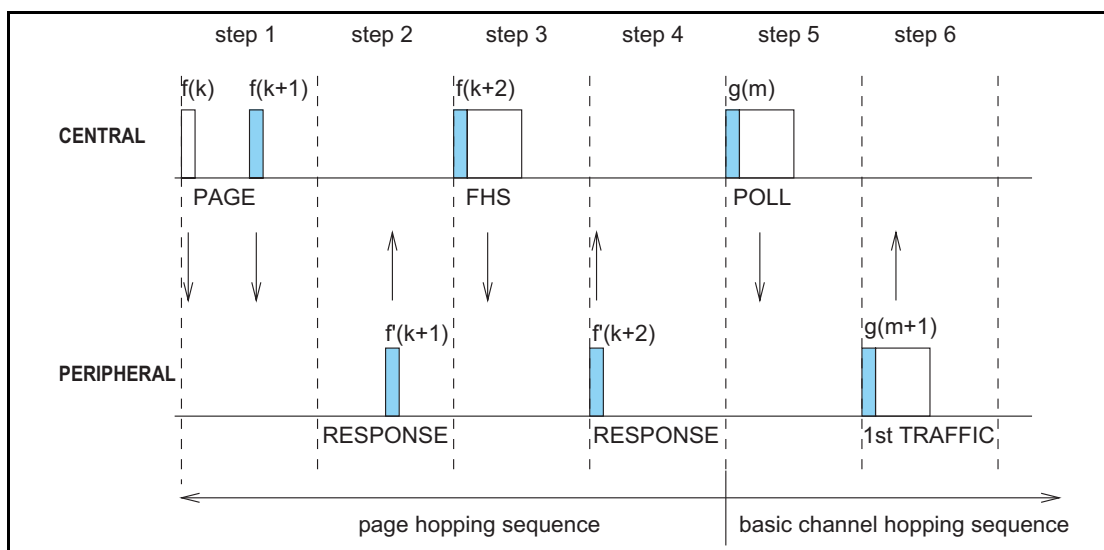 step 1 step 2 step 3 step 4 step 5 step 6
f(k) f(k+1) f(k+2) g(m)
CENTRAL
PAGE FHS POLL
f'(k+1) f'(k+2) g(m+1)
PERIPHERAL
RESPONSE RESPONSE 1st TRAFFIC
page hopping sequence basic channel hopping sequence